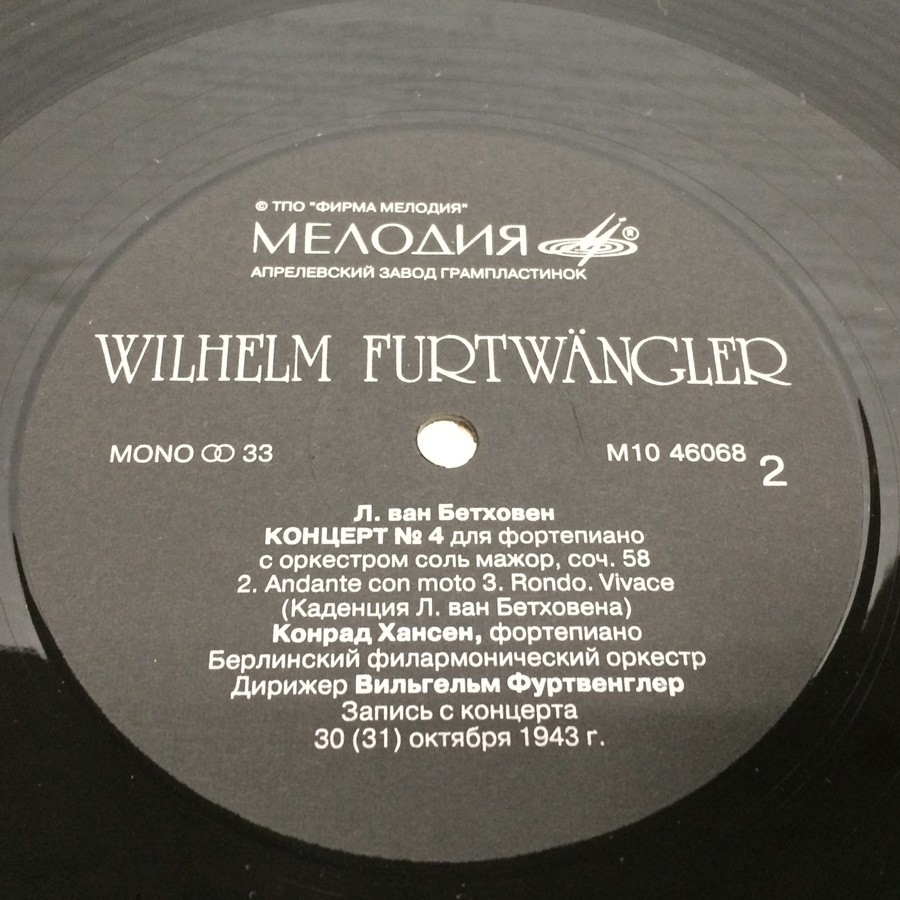 © ТПО "ФИРМА МЕЛОДИЯ"
МЕЛОДИЯ ®
АПРЕЛЕВСКИЙ ЗАВОД ГРАМПЛАСТИНОК
WILHELM FURTWÄNGLER
MONO 33 M10 46068 2
Л. ван Бетховен
КОНЦЕРТ № 4 для фортепиано
с оркестром соль мажор, соч. 58
2. Andante con moto 3. Rondo. Vivace
(Каденция Л. ван Бетховена)
Конрад Хансен, фортепиано
Берлинский филармонический оркестр
Дирижер Вильгельм Фуртвенглер
Запись с концерта
30 (31) октября 1943 г.